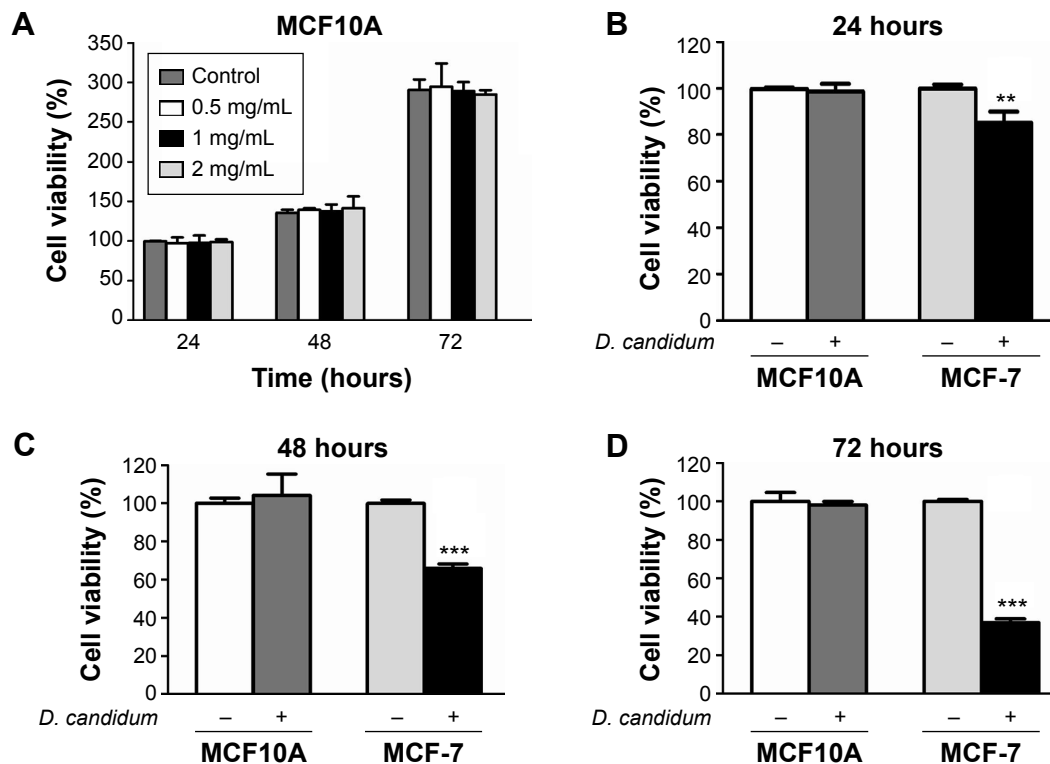 A
MCF10A
Cell viability (%)
350
300
250
200
150
100
50
0
Control
0.5 mg/mL
1 mg/mL
2 mg/mL
24 48 72
Time (hours)
B
24 hours
Cell viability (%)
120
100
80
60
40
20
0
**
D. candidum – + – +
MCF10A MCF-7
C
48 hours
Cell viability (%)
120
100
80
60
40
20
0
***
D. candidum – + – +
MCF10A MCF-7
D
72 hours
Cell viability (%)
120
100
80
60
40
20
0
***
D. candidum – + – +
MCF10A MCF-7